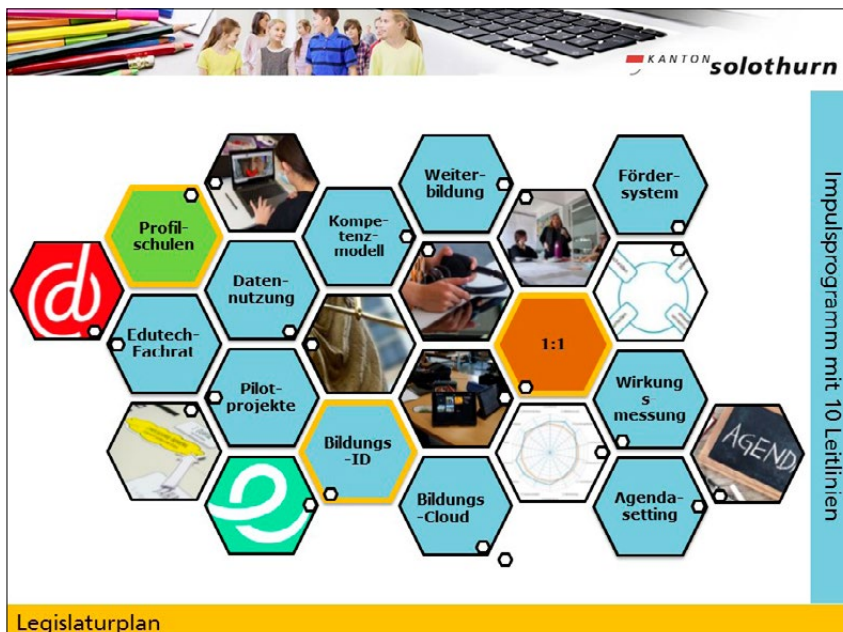 KANTON solothurn
Weiter-
bildung
Förder-
system
Profil-
schulen
Kompe-
tenz-
modell
Daten-
nutzung
Edutech-
Fachrat
1:1
Pilot-
projekte
Wirkung
s
messung
Bildungs
-ID
AGENDA
Bildungs
-Cloud
Agenda-
setting
Impulsprogramm mit 10 Leitlinien
Legislaturplan